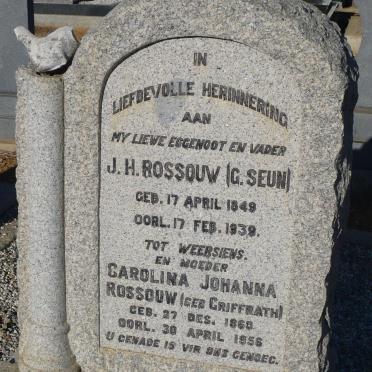 IN
LIEFDEVOLLE HERINNERING
AAN
MY LIEWE EGGENOOT EN VADER
J. H. ROSSOUW (G. SEUN)
GEB. 17 APRIL 1849
OORL. 17 FEB. 1939.
TOT WEERSIENS.
EN MOEDER
CAROLINA JOHANNA
ROSSOUW (GEB GRIFFRATH)
GEB. 27 DES. 1868
OORL. 30 APRIL 1956
U GENADE IS VIR ONS GENOEG.